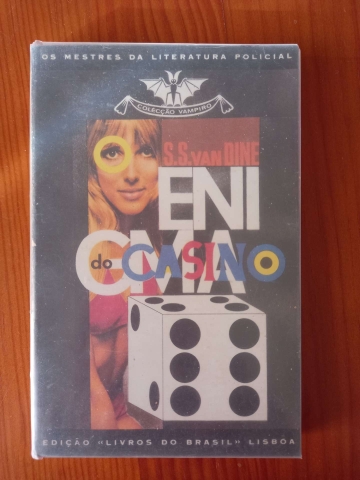 OS MESTRES DA LITERATURA POLICIAL
COLECÇÃO VAMPIRO
S.S. VAN DINE
O ENI
GMA
do CASINO
EDIÇÃO «LIVROS DO BRASIL» LISBOA